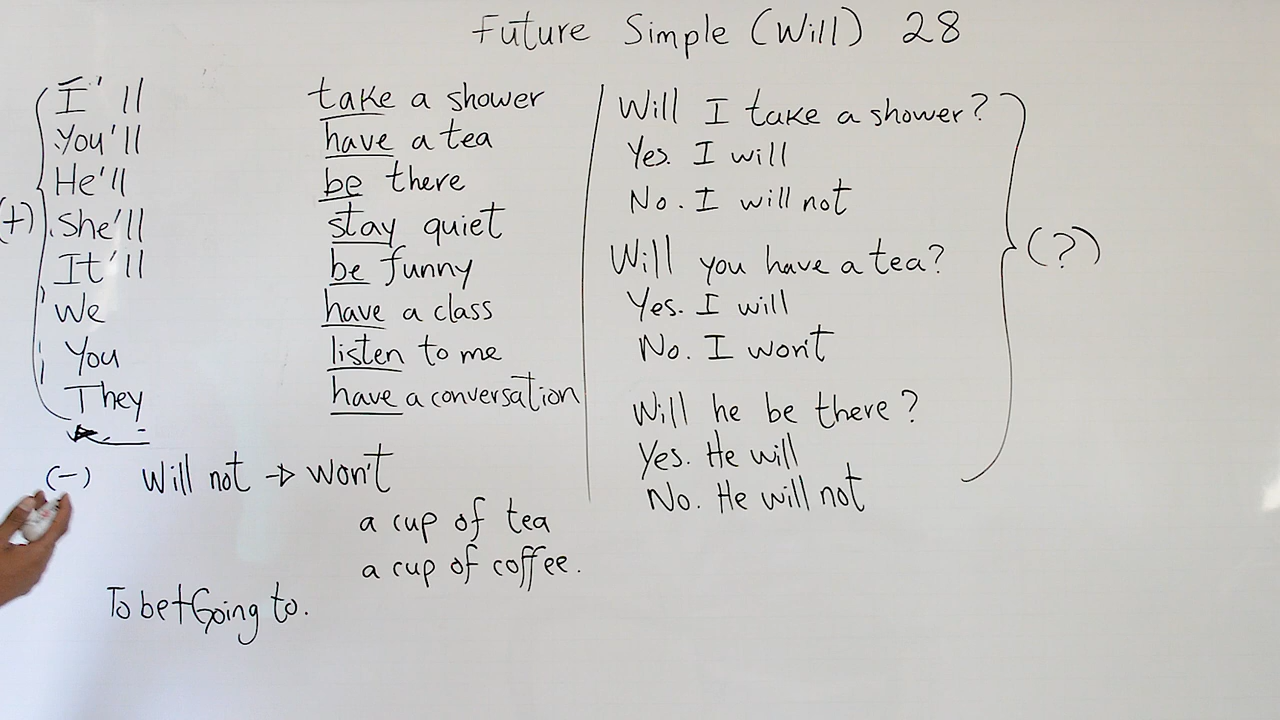 Future Simple (Will) 28
I'll take a shower
You'll have a tea
He'll be there
(+) She'll stay quiet
It'll be funny
We have a class
You listen to me
They have a conversation
(-) Will not → won't
a cup of tea
a cup of coffee.
To be+Going to.
Will I take a shower?
Yes. I will
No. I will not
Will you have a tea?
Yes. I will
No. I won't
Will he be there?
Yes. He will
No. He will not
(?)